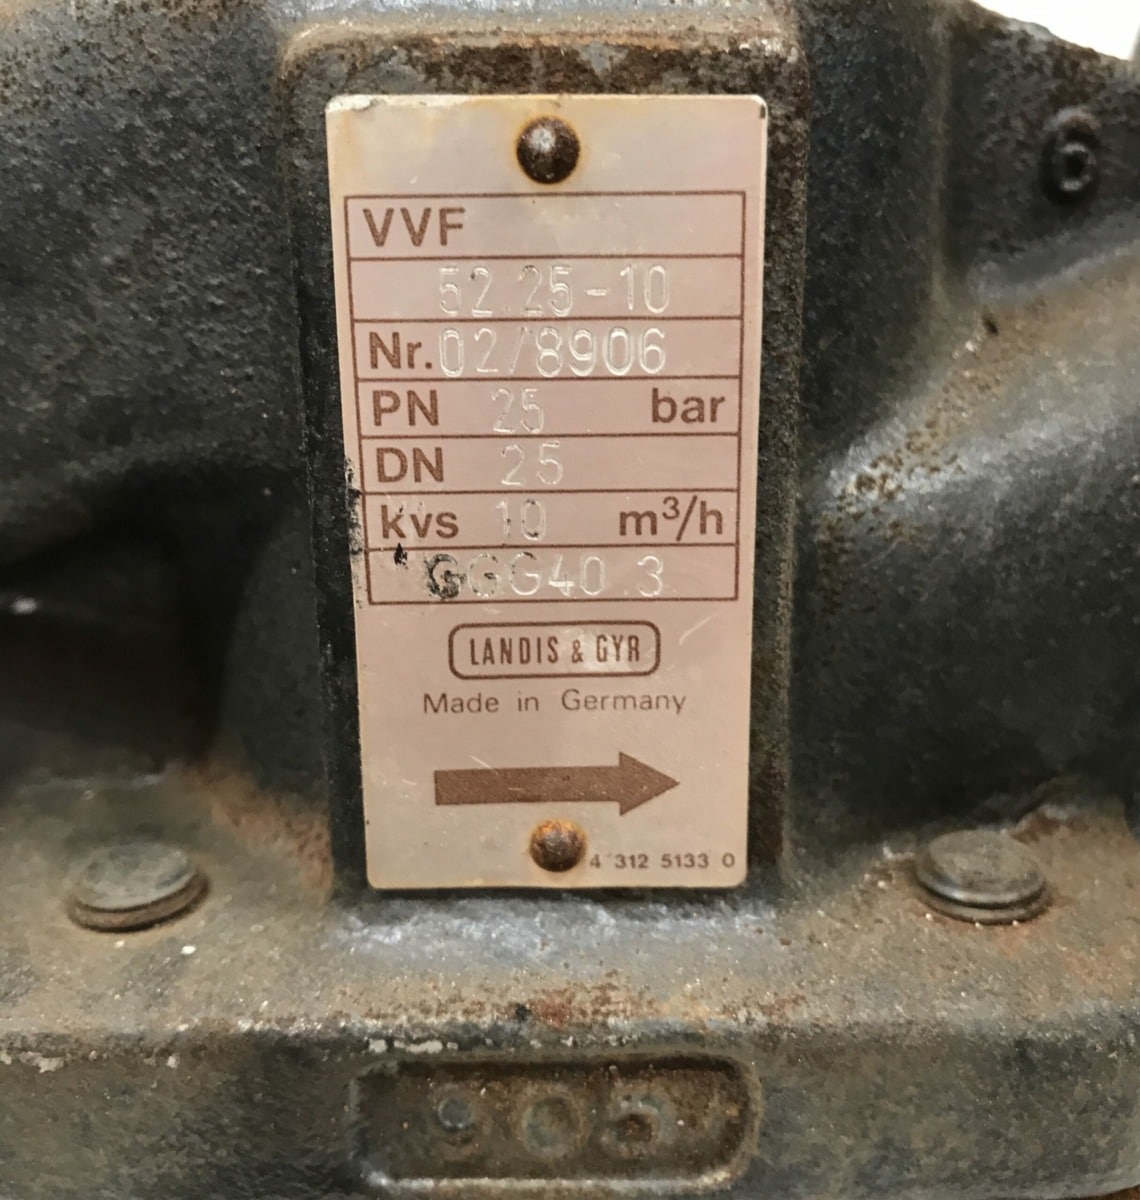 VVF
52.25-10
Nr. 02/8906
PN 25 bar
DN 25
kvs 10 m³/h
GGG40.3
LANDIS & GYR
Made in Germany
4 312 5133 0